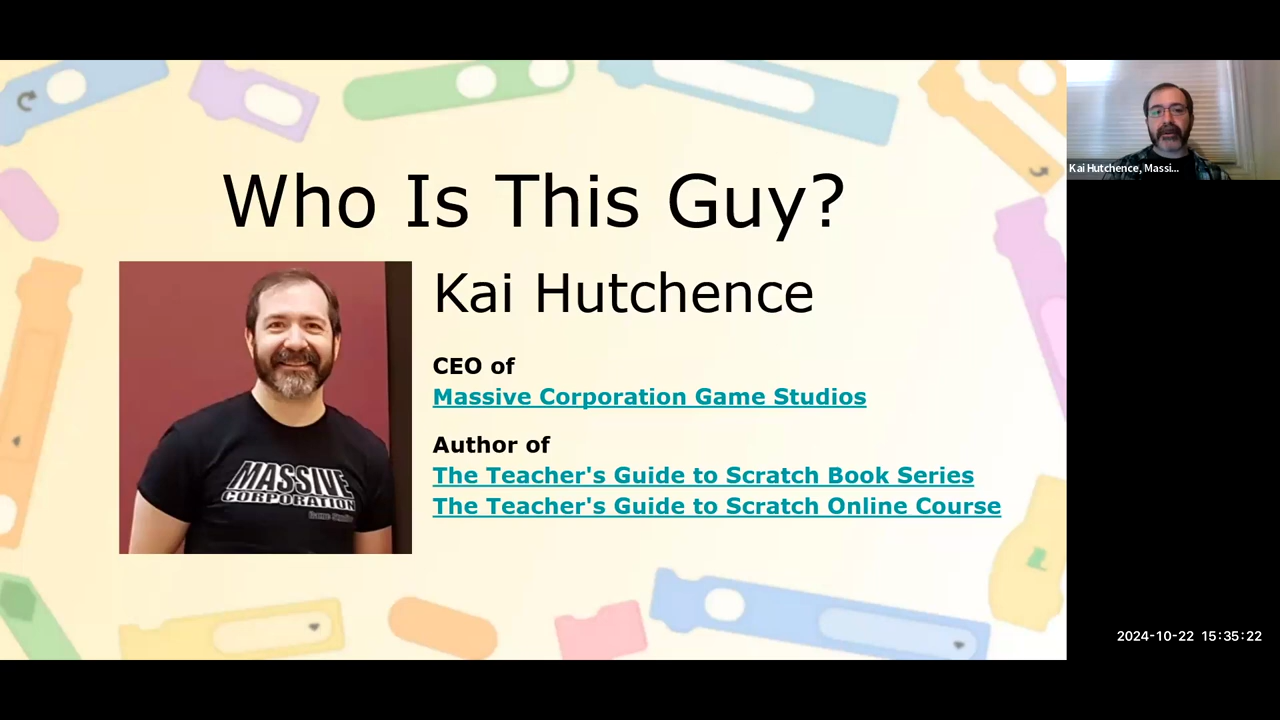 Who Is This Guy?
Kai Hutchence
CEO of
Massive Corporation Game Studios
Author of
The Teacher's Guide to Scratch Book Series
The Teacher's Guide to Scratch Online Course
MASSIVE
CORPORATION
Game Studios
Kai Hutchence, Massi...
2024-10-22 15:35:22